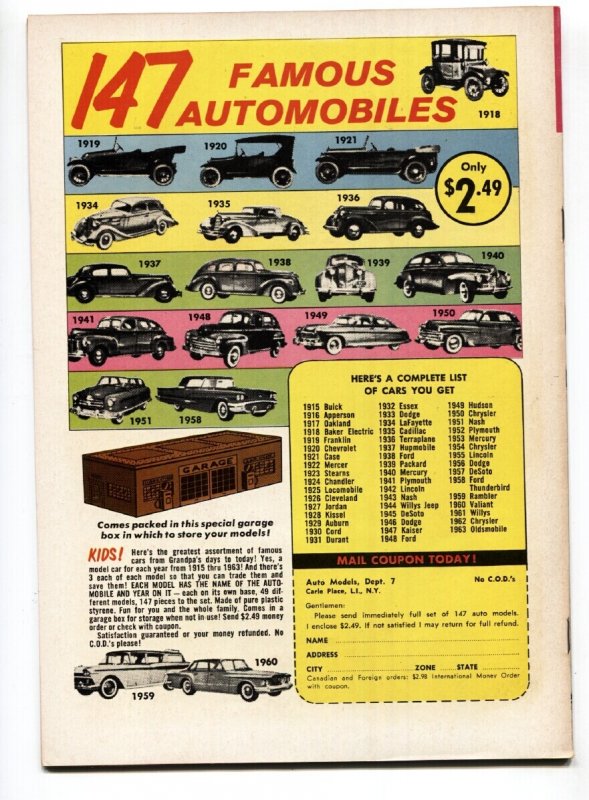 147 FAMOUS
AUTOMOBILES
1918
1919
1920
1921
Only
$2.49
1934
1935
1936
1937
1938
1939
1940
1941
1948
1949
1950
1951
1958
GARAGE
Comes packed in this special garage
box in which to store your models!
KIDS! Here's the greatest assortment of famous
cars from Grandpa's days to today! Yes, a
model car for each year from 1915 thru 1963! And there's
3 each of each model so that you can trade them and
save them! EACH MODEL HAS THE NAME OF THE AUTO-
MOBILE AND YEAR ON IT — each on its own base, 49 dif-
ferent models, 147 pieces to the set. Made of pure plastic
styrene. Fun for you and the whole family. Comes in a
garage box for storage when not in use! Send $2.49 money
order or check with coupon.
Satisfaction guaranteed or your money refunded. No
C.O.D.'s please!
1959
1960
HERE'S A COMPLETE LIST
OF CARS YOU GET
1915 Buick
1916 Apperson
1917 Oakland
1918 Baker Electric
1919 Franklin
1920 Chevrolet
1921 Case
1922 Mercer
1923 Stearns
1924 Chandler
1925 Locomobile
1926 Cleveland
1927 Jordan
1928 Kissel
1929 Auburn
1930 Cord
1931 Durant
1932 Essex
1933 Dodge
1934 LaFayette
1935 Cadillac
1936 Terraplane
1937 Hupmobile
1938 Ford
1939 Packard
1940 Mercury
1941 Plymouth
1942 Lincoln
1943 Nash
1944 Willys Jeep
1945 DeSoto
1946 Dodge
1947 Kaiser
1948 Ford
1949 Hudson
1950 Chrysler
1951 Nash
1952 Plymouth
1953 Mercury
1954 Chrysler
1955 Lincoln
1956 Dodge
1957 DeSoto
1958 Ford
Thunderbird
1959 Rambler
1960 Valiant
1961 Willys
1962 Chrysler
1963 Oldsmobile
MAIL COUPON TODAY!
Auto Models, Dept. 7
No C.O.D.'s
Carle Place, L.I., N.Y.
Gentlemen:
Please send immediately full set of 147 auto models.
I enclose $2.49. If not satisfied I may return for full refund.
NAME
ADDRESS
CITY ZONE STATE
Canadian and Foreign orders: $2.98 International Money Order
with coupon.